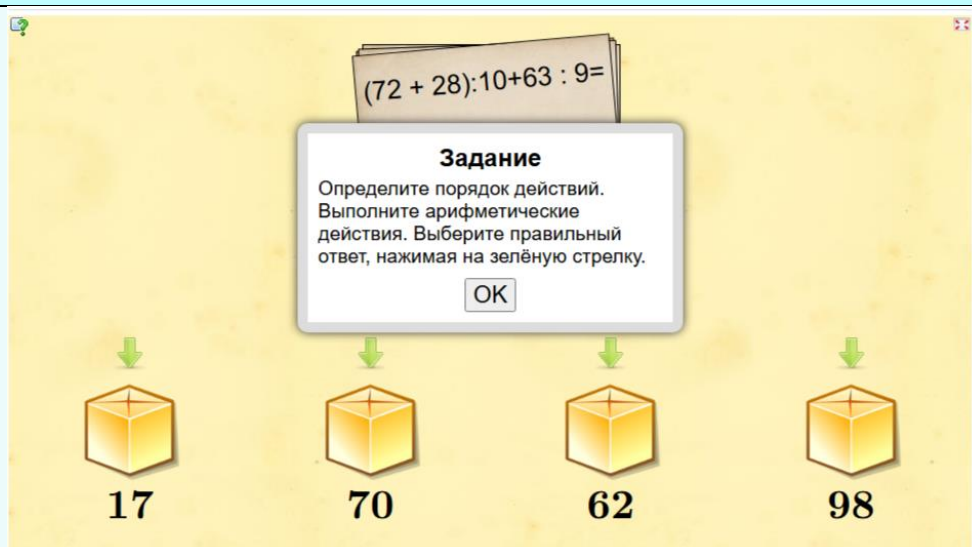 (72 + 28):10+63 : 9=
Задание
Определите порядок действий.
Выполните арифметические
действия. Выберите правильный
ответ, нажимая на зелёную стрелку.
OK
17 70 62 98